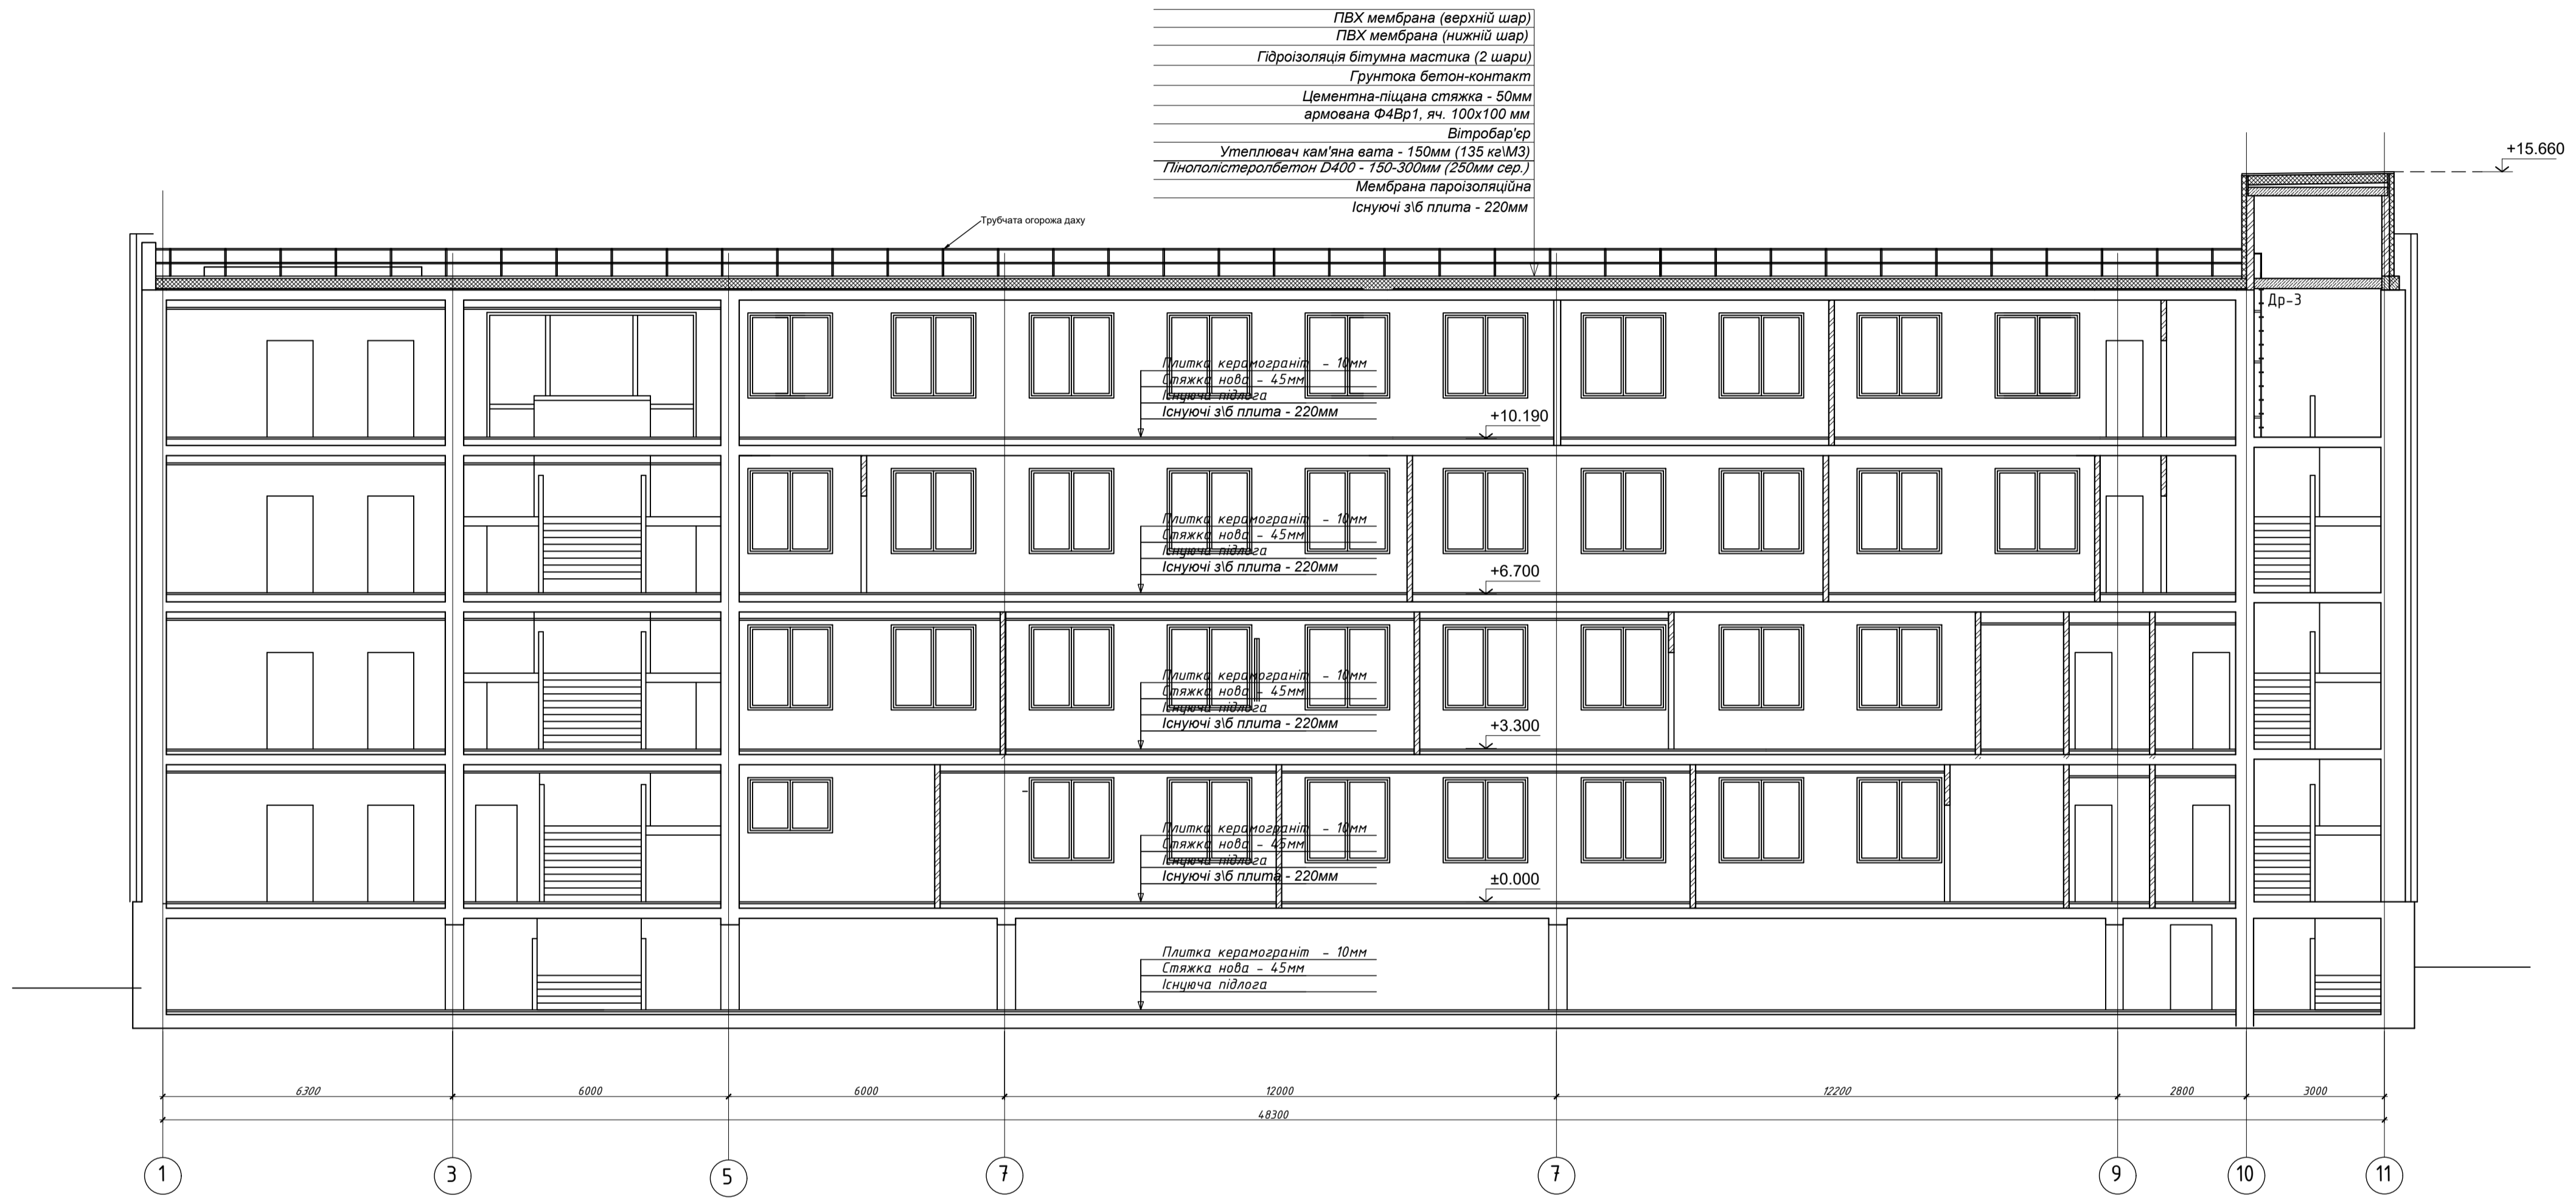 ПВХ мембрана (верхній шар)
ПВХ мембрана (нижній шар)
Гідроізоляція бітумна мастика (2 шари)
Грунтока бетон-контакт
Цементна-піщана стяжка - 50мм
армована Ф4Вр1, яч. 100х100 мм
Вітробар'єр
Утеплювач кам'яна вата - 150мм (135 кг\М3)
Пінополістеролбетон D400 - 150-300мм (250мм сер.)
Мембрана пароізоляційна
Існуючі з\б плита - 220мм
+15.660
Трубчата огорожа даху
Др-3
Плитка керамограніт - 10мм
Стяжка нова - 45мм
Існуюча підлога
Існуючі з\б плита - 220мм
+10.190
Плитка керамограніт - 10мм
Стяжка нова - 45мм
Існуюча підлога
Існуючі з\б плита - 220мм
+6.700
Плитка керамограніт - 10мм
Стяжка нова - 45мм
Існуюча підлога
Існуючі з\б плита - 220мм
+3.300
Плитка керамограніт - 10мм
Стяжка нова - 45мм
Існуюча підлога
Існуючі з\б плита - 220мм
±0.000
Плитка керамограніт - 10мм
Стяжка нова - 45мм
Існуюча підлога
6300 6000 6000 12000 12200 2800 3000
48300
1 3 5 7 7 9 10 11